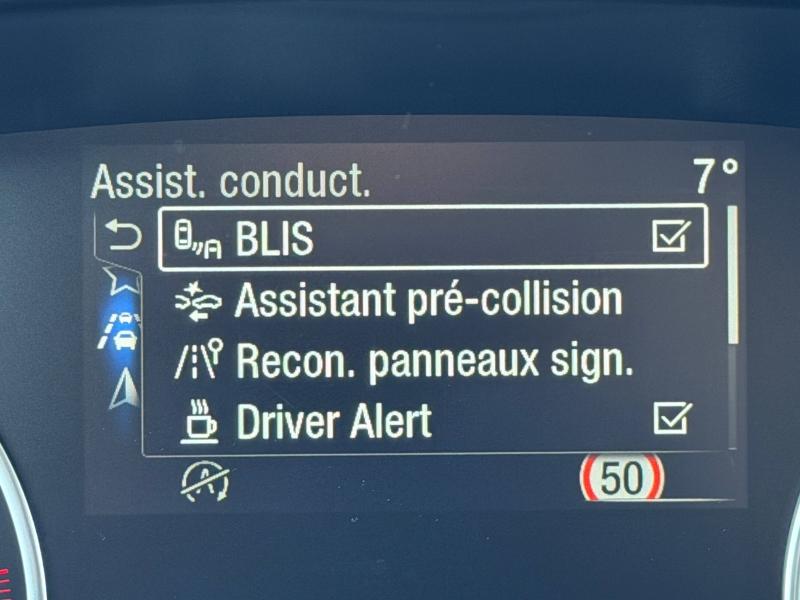 Assist. conduct. 7°
BLIS
Assistant pré-collision
Recon. panneaux sign.
Driver Alert
50